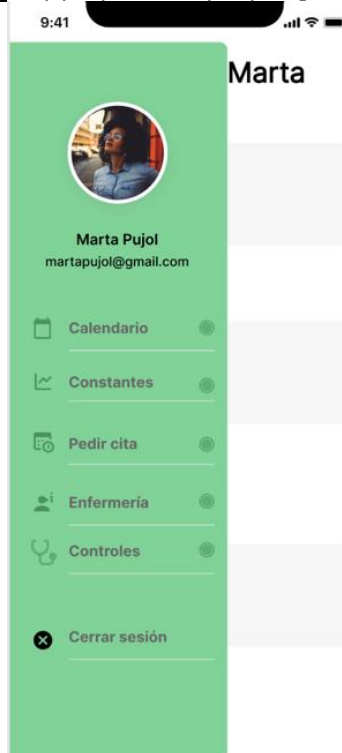 9:41
Marta
Marta Pujol
martapujol@gmail.com
Calendario
Constantes
Pedir cita
Enfermería
Controles
Cerrar sesión